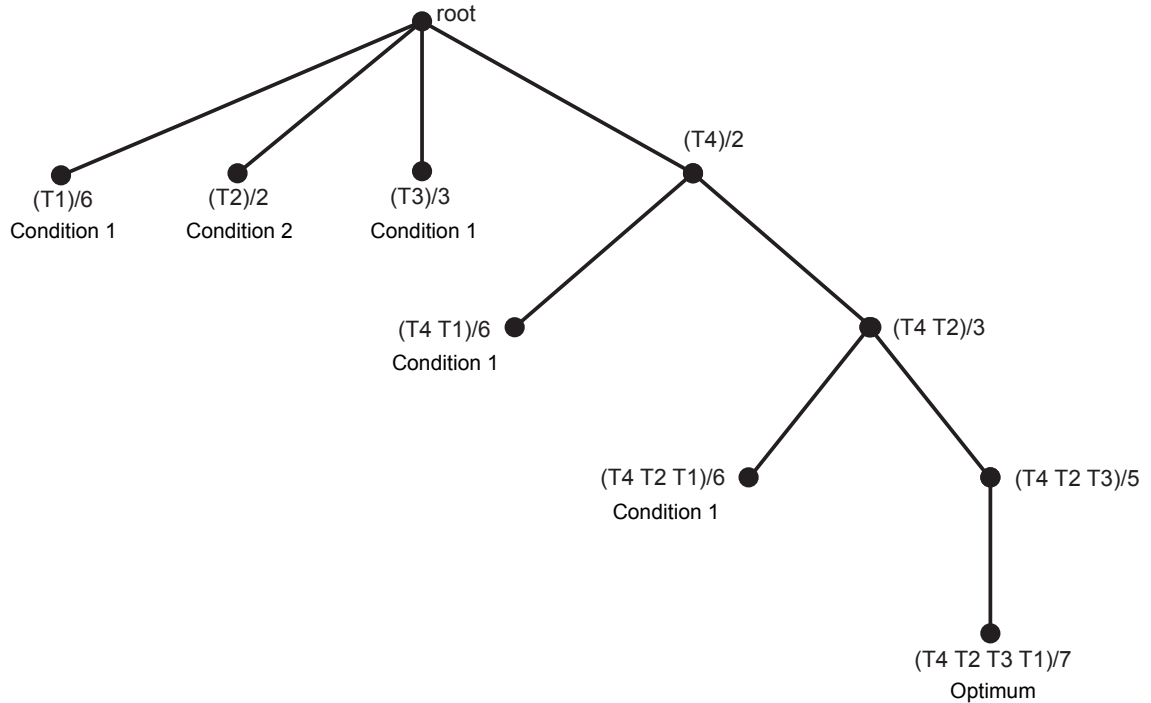 root
(T4)/2
(T1)/6
Condition 1
(T2)/2
Condition 2
(T3)/3
Condition 1
(T4 T1)/6
Condition 1
(T4 T2)/3
(T4 T2 T1)/6
Condition 1
(T4 T2 T3)/5
(T4 T2 T3 T1)/7
Optimum